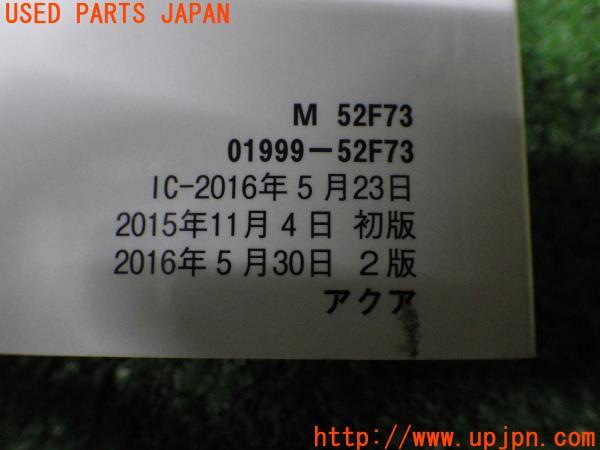 USED PARTS JAPAN
M 52F73
01999-52F73
IC-2016年5月23日
2015年11月4日 初版
2016年5月30日 2版
アクア
http://www.upjpn.com/